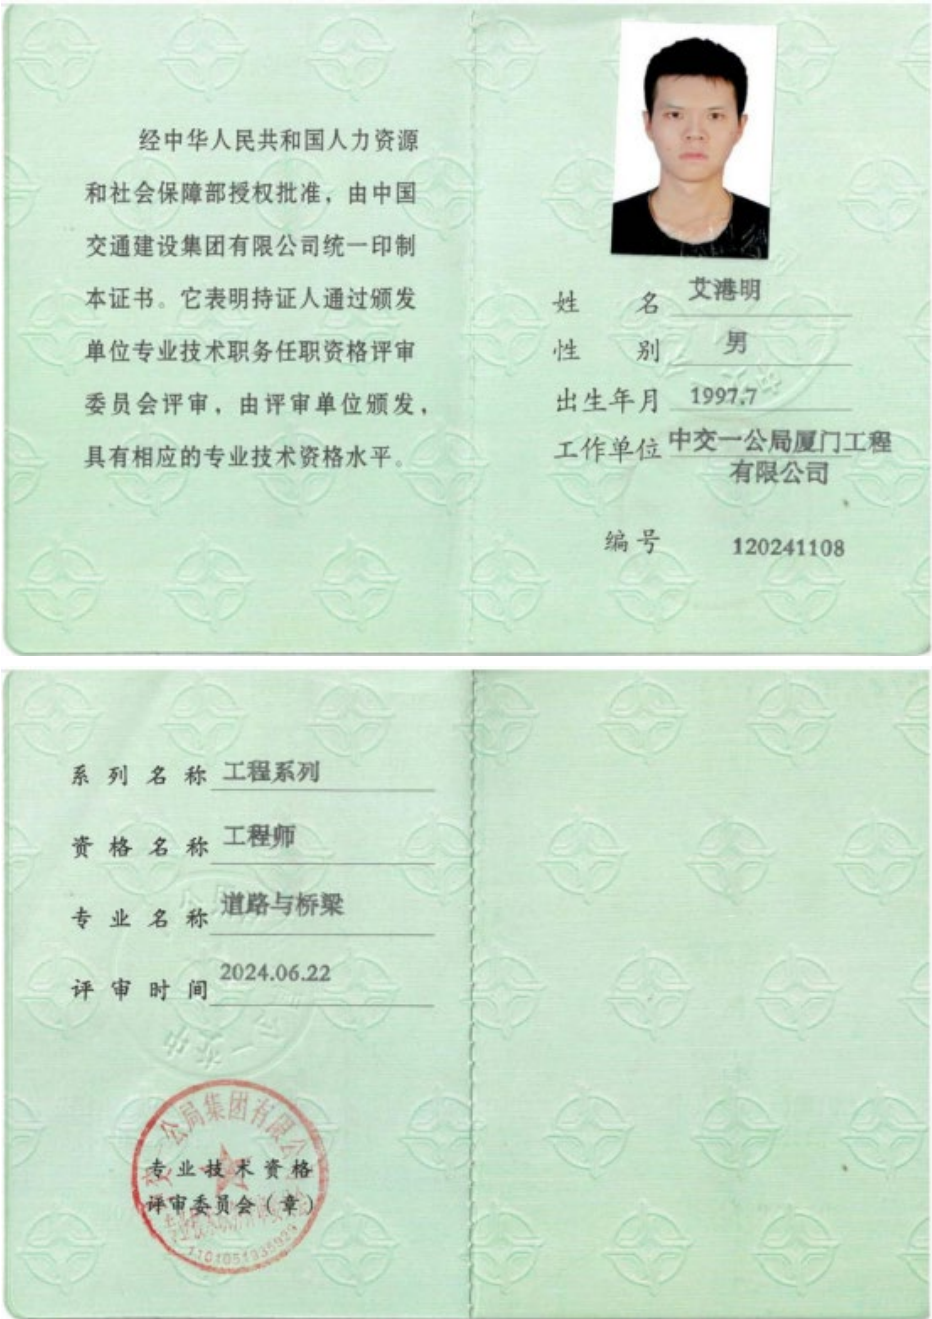 经中华人民共和国人力资源
和社会保障部授权批准，由中国
交通建设集团有限公司统一印制
本证书。它表明持证人通过颁发
单位专业技术职务任职资格评审
委员会评审，由评审单位颁发，
具有相应的专业技术资格水平。
姓 名 艾港明
性 别 男
出生年月 1997.7
工作单位 中交一公局厦门工程
有限公司
编号 120241108
系列名称 工程系列
资格名称 工程师
专业名称 道路与桥梁
评审时间 2024.06.22
交一公局集团有限公
专业技术资格
评审委员会（章）